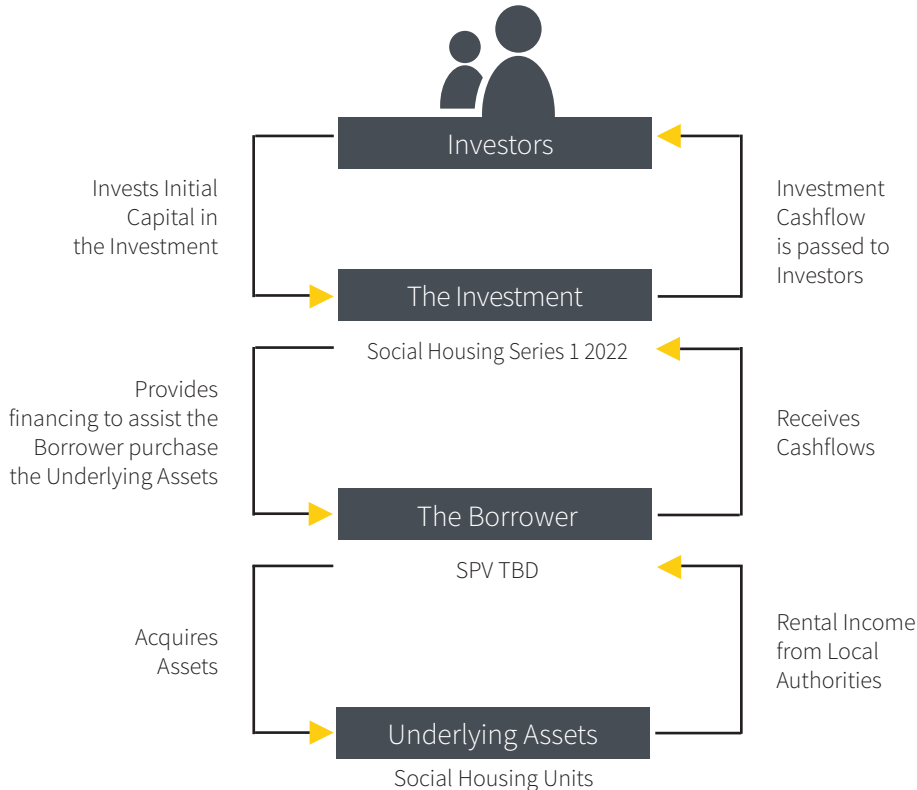 Investors
Invests Initial
Capital in
the Investment
Investment
Cashflow
is passed to
Investors
The Investment
Social Housing Series 1 2022
Provides
financing to assist the
Borrower purchase
the Underlying Assets
Receives
Cashflows
The Borrower
SPV TBD
Acquires
Assets
Rental Income
from Local
Authorities
Underlying Assets
Social Housing Units